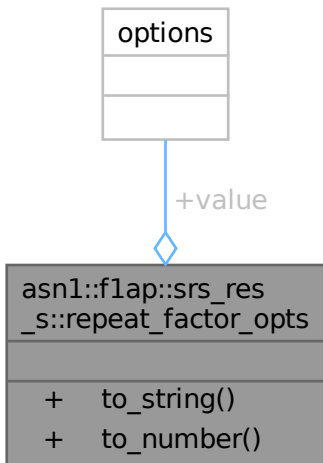 options
+value
asn1::f1ap::srs_res
_s::repeat_factor_opts
+ to_string()
+ to_number()